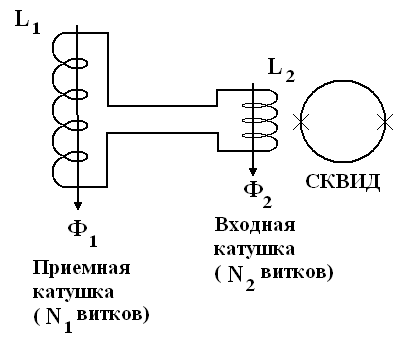 L1
L2
Ф1
Ф2
СКВИД
Приемная
катушка
( N1 витков)
Входная
катушка
( N2 витков)